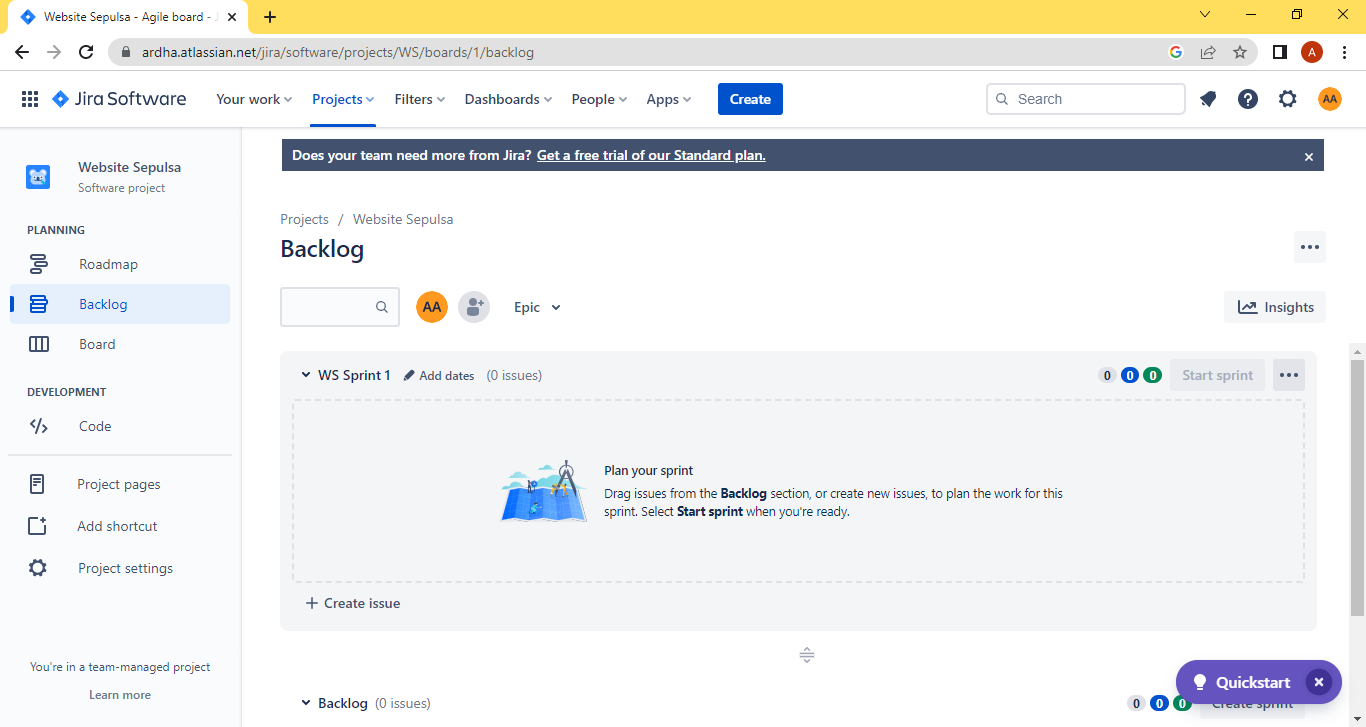 Website Sepulsa - Agile board - J
ardha.atlassian.net/jira/software/projects/WS/boards/1/backlog
A
Jira Software
Your work
Projects
Filters
Dashboards
People
Apps
Create
Search
AA
Website Sepulsa
Software project
PLANNING
Roadmap
Backlog
Board
DEVELOPMENT
Code
Project pages
Add shortcut
Project settings
You're in a team-managed project
Learn more
Does your team need more from Jira? Get a free trial of our Standard plan.
Projects / Website Sepulsa
Backlog
AA
Epic
Insights
WS Sprint 1 Add dates (0 issues)
0 0 0 Start sprint
Plan your sprint
Drag issues from the Backlog section, or create new issues, to plan the work for this
sprint. Select Start sprint when you're ready.
+ Create issue
Backlog (0 issues)
0 0 0 Create sprint
Quickstart